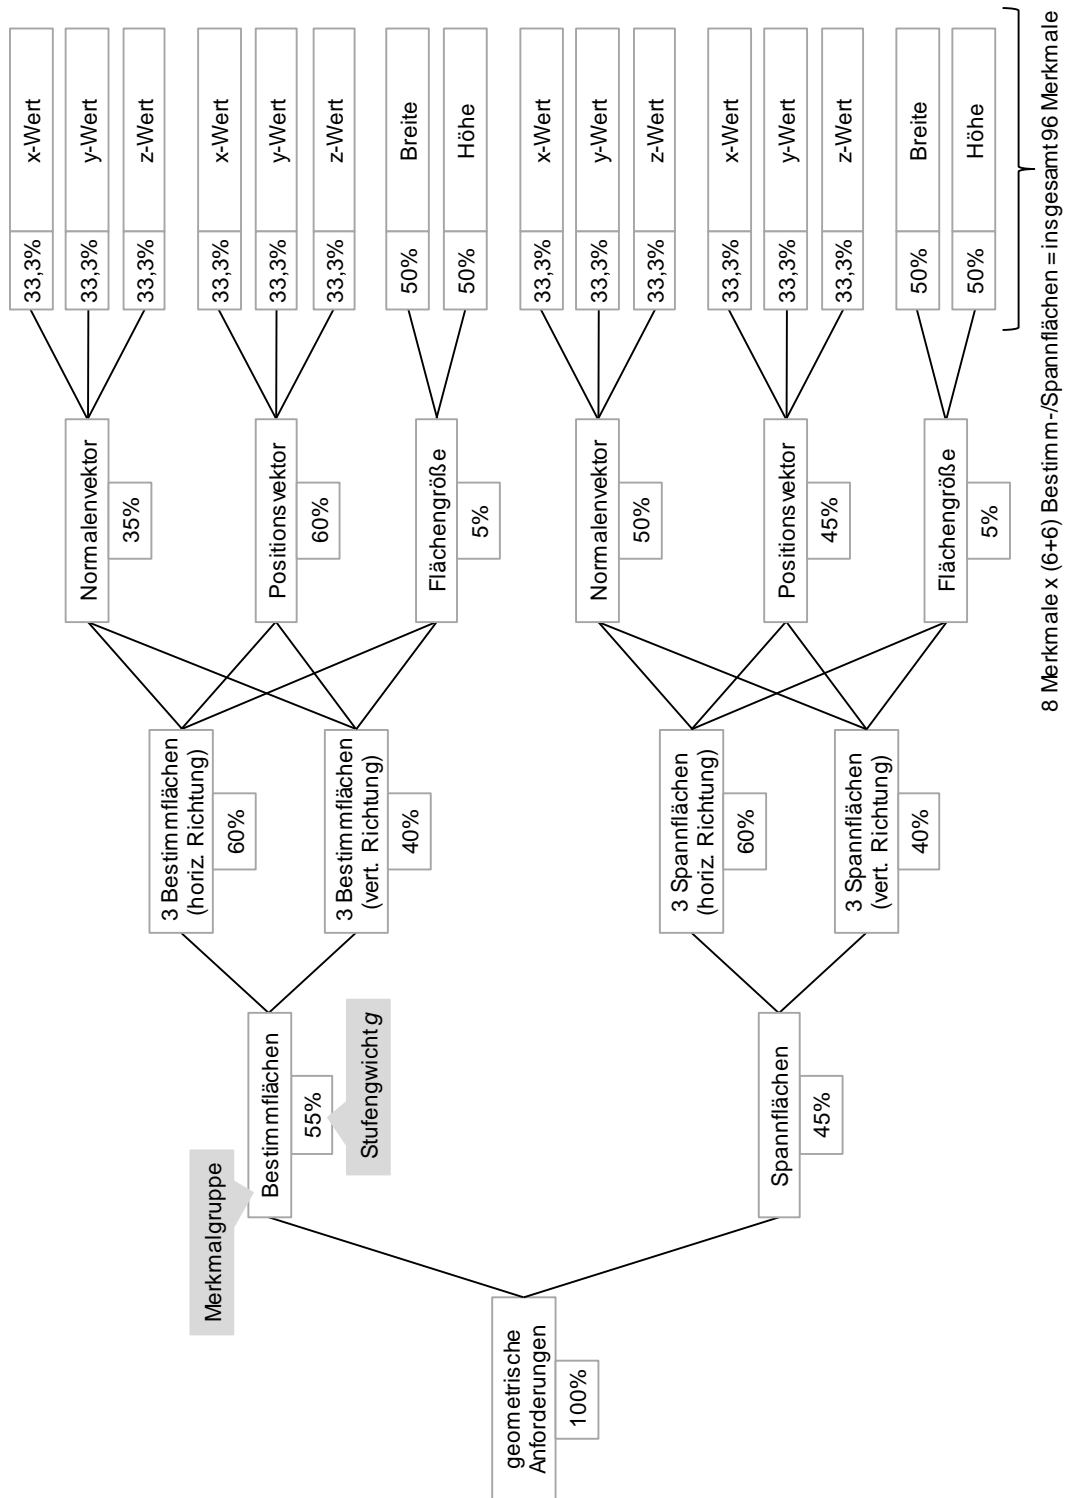 geometrische
Anforderungen
100%
Merkmalgruppe
Bestimmflächen
55%
Stufengwicht g
Spannflächen
45%
3 Bestimmflächen
(horiz. Richtung)
60%
3 Bestimmflächen
(vert. Richtung)
40%
3 Spannflächen
(horiz. Richtung)
60%
3 Spannflächen
(vert. Richtung)
40%
Normalenvektor
35%
Positionsvektor
60%
Flächengröße
5%
Normalenvektor
50%
Positionsvektor
45%
Flächengröße
5%
33,3% x-Wert
33,3% y-Wert
33,3% z-Wert
33,3% x-Wert
33,3% y-Wert
33,3% z-Wert
50% Breite
50% Höhe
33,3% x-Wert
33,3% y-Wert
33,3% z-Wert
33,3% x-Wert
33,3% y-Wert
33,3% z-Wert
50% Breite
50% Höhe
8 Merkmale x (6+6) Bestimm-/Spannflächen = insgesamt 96 Merkmale